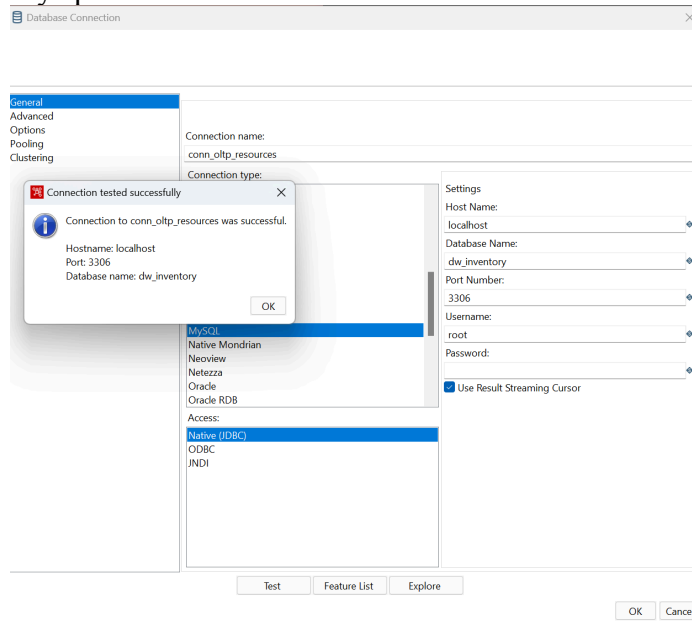 Database Connection
General
Advanced
Options
Pooling
Clustering
Connection name:
conn_oltp_resources
Connection type:
MySQL
Native Mondrian
Neoview
Netezza
Oracle
Oracle RDB
Access:
Native (JDBC)
ODBC
JNDI
Settings
Host Name:
localhost
Database Name:
dw_inventory
Port Number:
3306
Username:
root
Password:
Use Result Streaming Cursor
Connection tested successfully
Connection to conn_oltp_resources was successful.
Hostname: localhost
Port: 3306
Database name: dw_inventory
OK
Test
Feature List
Explore
OK
Cance